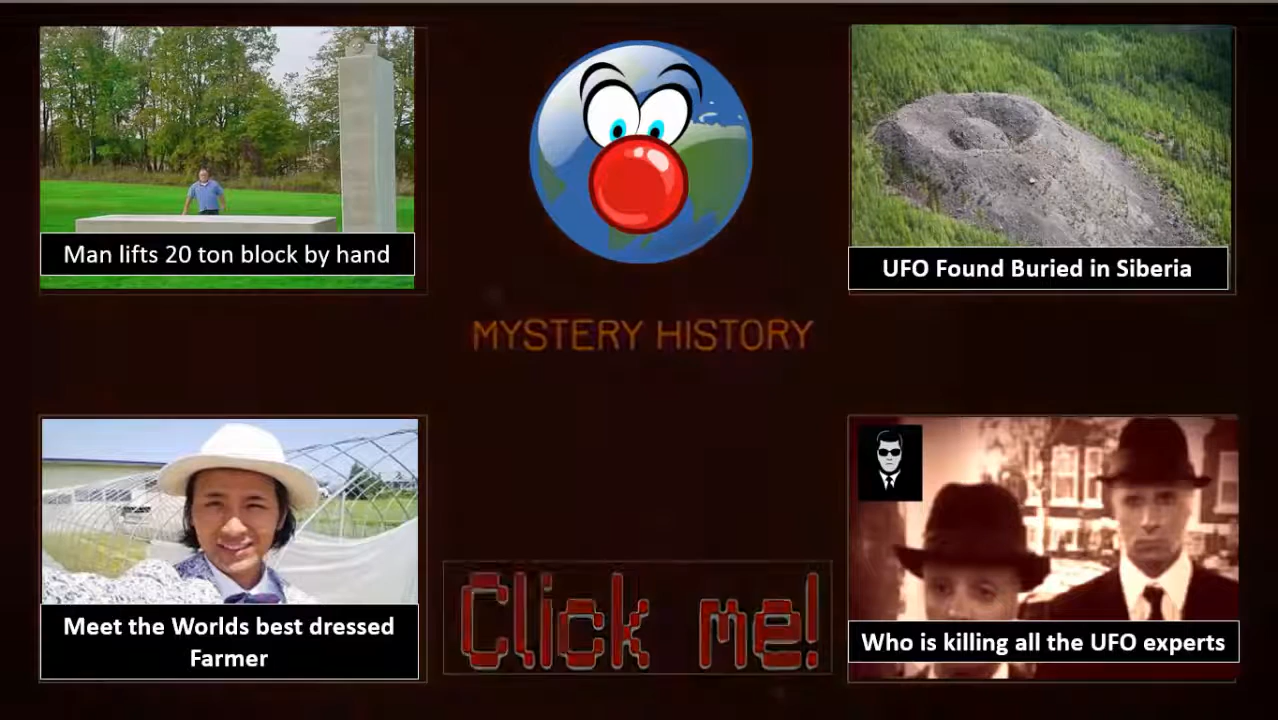 Man lifts 20 ton block by hand
UFO Found Buried in Siberia
MYSTERY HISTORY
Meet the Worlds best dressed
Farmer
Click me!
Who is killing all the UFO experts